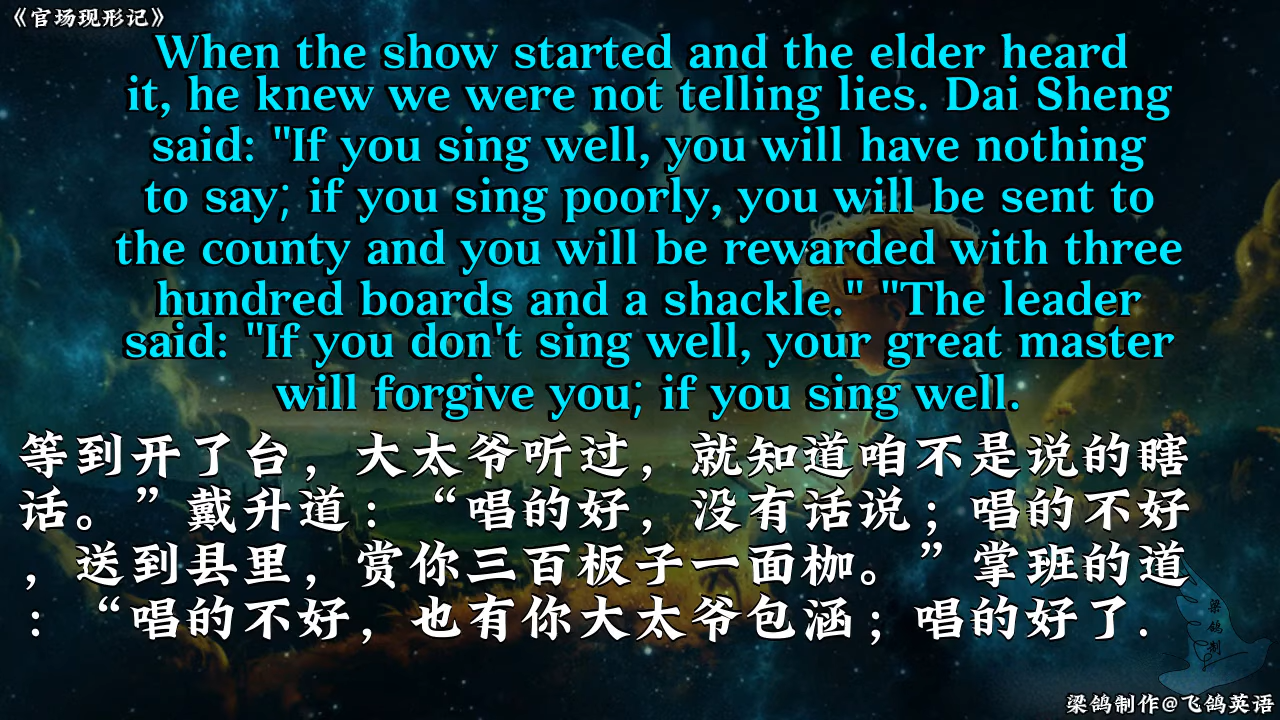 《官场现形记》
When the show started and the elder heard
it, he knew we were not telling lies. Dai Sheng
said: "If you sing well, you will have nothing
to say; if you sing poorly, you will be sent to
the county and you will be rewarded with three
hundred boards and a shackle." "The leader
said: "If you don't sing well, your great master
will forgive you; if you sing well.
等到开了台，大太爷听过，就知道咱不是说的瞎
话。”戴升道：“唱的好，没有话说；唱的不好
，送到县里，赏你三百板子一面枷。”掌班的道
：“唱的不好，也有你大太爷包涵；唱的好了.
梁鸽制
梁鸽制作@飞鸽英语